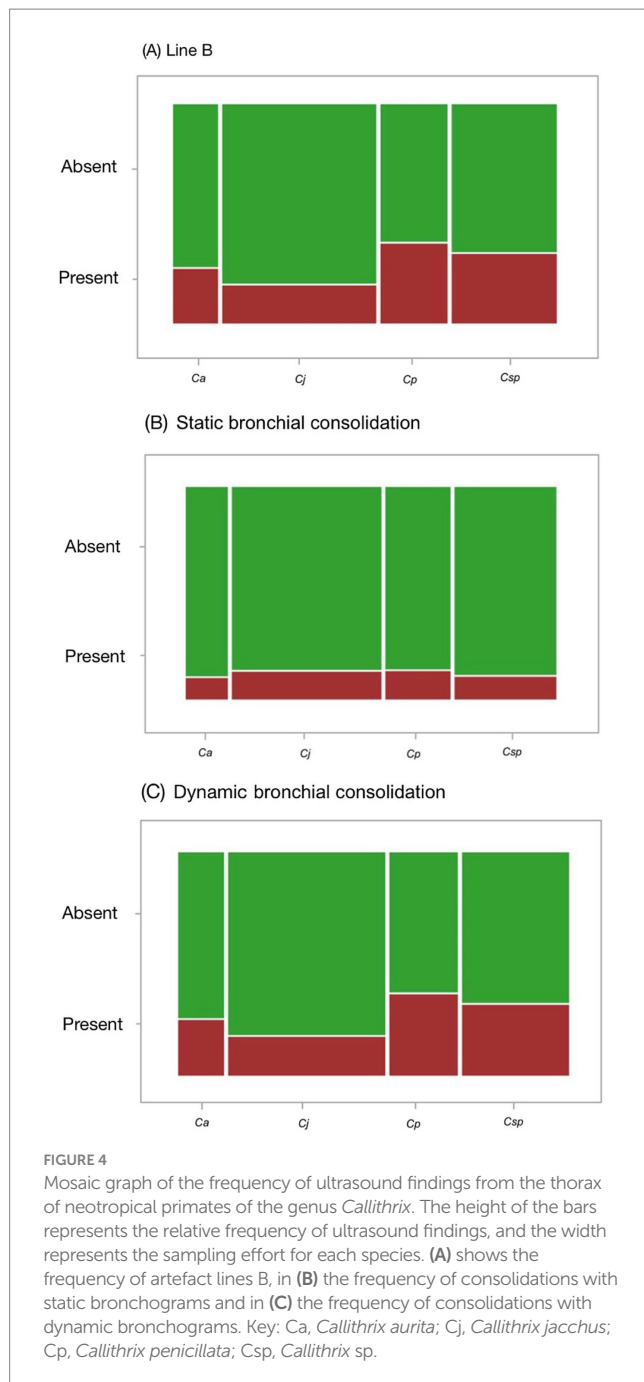 (A) Line B
Absent
Present
Ca Cj Cp Csp
(B) Static bronchial consolidation
Absent
Present
Ca Cj Cp Csp
(C) Dynamic bronchial consolidation
Absent
Present
Ca Cj Cp Csp
FIGURE 4
Mosaic graph of the frequency of ultrasound findings from the thorax
of neotropical primates of the genus Callithrix. The height of the bars
represents the relative frequency of ultrasound findings, and the width
represents the sampling effort for each species. (A) shows the
frequency of artefact lines B, in (B) the frequency of consolidations with
static bronchograms and in (C) the frequency of consolidations with
dynamic bronchograms. Key: Ca, Callithrix aurita; Cj, Callithrix jacchus;
Cp, Callithrix penicillata; Csp, Callithrix sp.